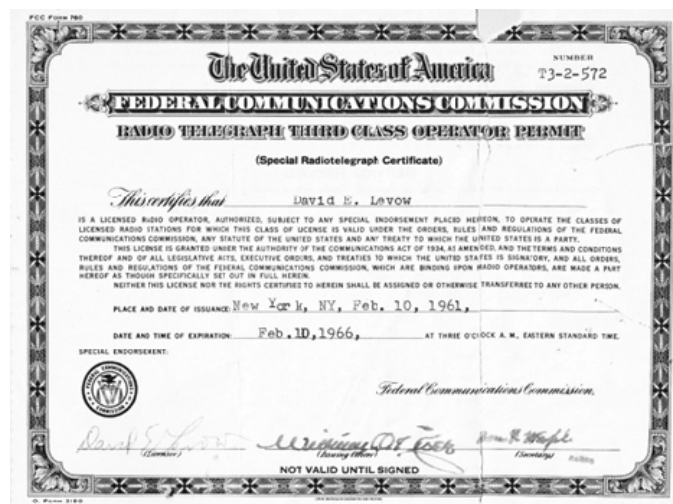 FCC FORM 760
The United States of America
NUMBER
T3-2-572
FEDERAL COMMUNICATIONS COMMISSION
RADIO TELEGRAPH THIRD CLASS OPERATOR PERMIT
(Special Radiotelegraph Certificate)
This certifies that David E. Levow
IS A LICENSED RADIO OPERATOR, AUTHORIZED, SUBJECT TO ANY SPECIAL ENDORSEMENT PLACED HEREON, TO OPERATE THE CLASSES OF
LICENSED RADIO STATIONS FOR WHICH THIS CLASS OF LICENSE IS VALID UNDER THE ORDERS, RULES AND REGULATIONS OF THE FEDERAL
COMMUNICATIONS COMMISSION, ANY STATUTE OF THE UNITED STATES AND ANY TREATY TO WHICH THE UNITED STATES IS A PARTY.
THIS LICENSE IS GRANTED UNDER THE AUTHORITY OF THE COMMUNICATIONS ACT OF 1934, AS AMENDED, AND THE TERMS AND CONDITIONS
THEREOF AND OF ALL LEGISLATIVE ACTS, EXECUTIVE ORDERS, AND TREATIES TO WHICH THE UNITED STATES IS SIGNATORY, AND ALL ORDERS,
RULES AND REGULATIONS OF THE FEDERAL COMMUNICATIONS COMMISSION, WHICH ARE BINDING UPON RADIO OPERATORS, ARE MADE A PART
HEREOF AS THOUGH SPECIFICALLY SET OUT IN FULL HEREIN.
NEITHER THIS LICENSE NOR THE RIGHTS CERTIFIED TO HEREIN SHALL BE ASSIGNED OR OTHERWISE TRANSFERRED TO ANY OTHER PERSON.
PLACE AND DATE OF ISSUANCE: New York, NY, Feb. 10, 1961,
DATE AND TIME OF EXPIRATION: Feb. 10, 1966, AT THREE O'CLOCK A. M., EASTERN STANDARD TIME.
SPECIAL ENDORSEMENT:
FEDERAL COMMUNICATIONS COMMISSION
Federal Communications Commission.
David E Levow
(Licensee) (Issuing Officer) (Secretary)
NOT VALID UNTIL SIGNED